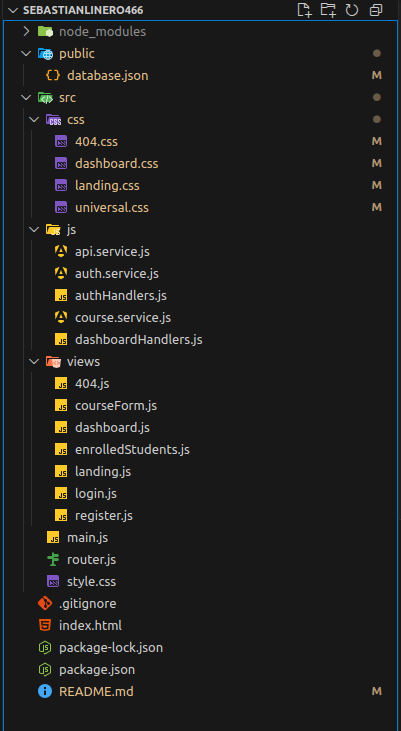 SEBASTIANLINERO466
node_modules
public
database.json M
src
css
404.css M
dashboard.css M
landing.css M
universal.css M
js
api.service.js
auth.service.js
authHandlers.js
course.service.js
dashboardHandlers.js
views
404.js
courseForm.js
dashboard.js
enrolledStudents.js
landing.js
login.js
register.js
main.js
router.js
style.css
.gitignore
index.html
package-lock.json
package.json
README.md M